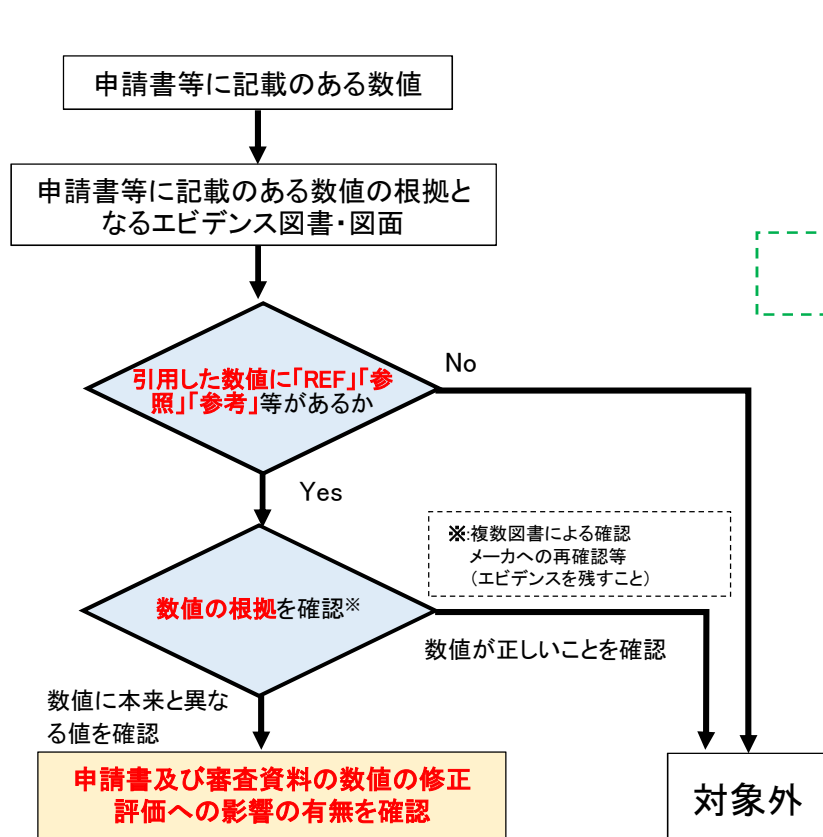 申請書等に記載のある数値
申請書等に記載のある数値の根拠と
なるエビデンス図書・図面
引用した数値に「REF」「参
照」「参考」等があるか
No
Yes
※:複数図書による確認
メーカへの再確認等
(エビデンスを残すこと)
数値の根拠を確認※
数値が正しいことを確認
数値に本来と異な
る値を確認
申請書及び審査資料の数値の修正
評価への影響の有無を確認
対象外